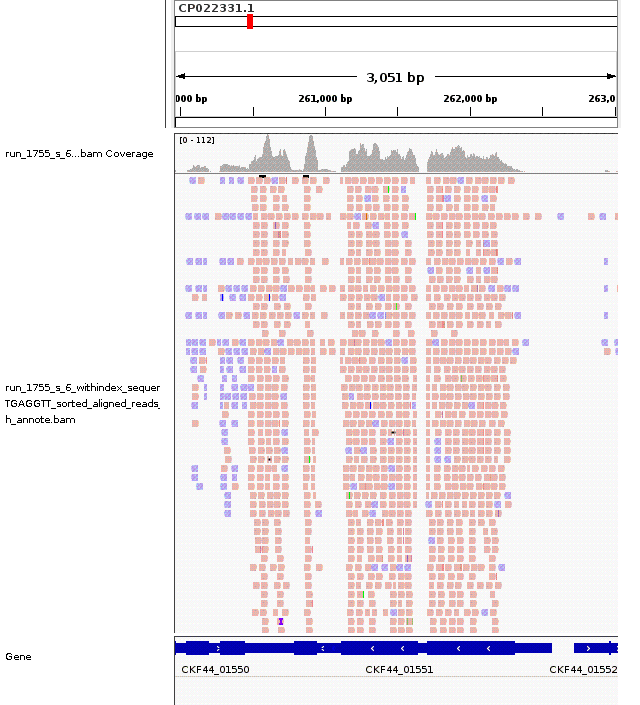 CP022331.1
3,051 bp
000 bp
261,000 bp
262,000 bp
263,0
[0 - 112]
run_1755_s_6...bam Coverage
run_1755_s_6_withindex_sequer
TGAGGTT_sorted_aligned_reads_
h_annote.bam
Gene
CKF44_01550
CKF44_01551
CKF44_01552